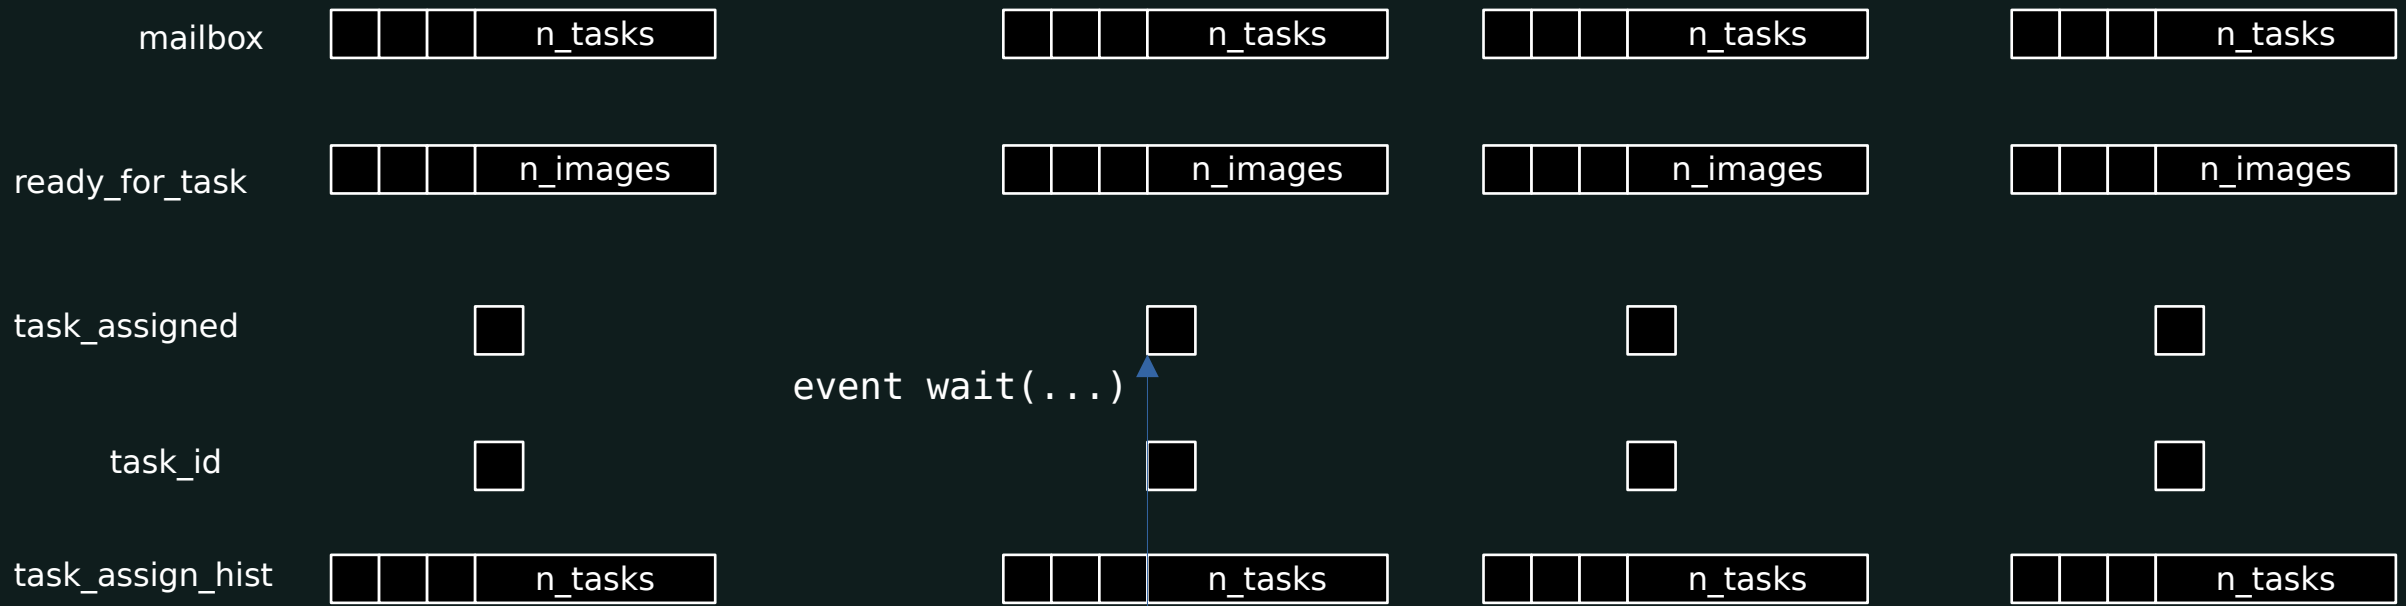 mailbox n_tasks n_tasks n_tasks n_tasks
ready_for_task n_images n_images n_images n_images
task_assigned
event wait(...)
task_id
task_assign_hist n_tasks n_tasks n_tasks n_tasks